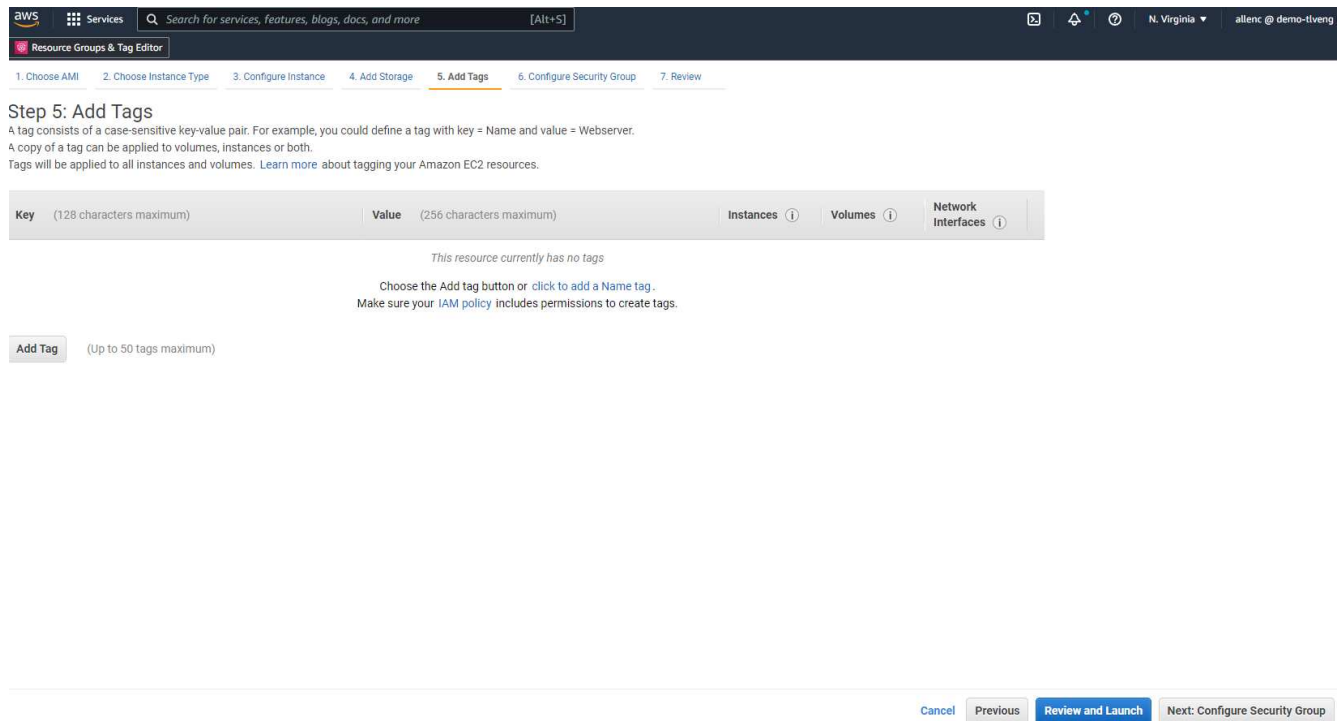 aws Services Search for services, features, blogs, docs, and more [Alt+S] N. Virginia ▼ allenc @ demo-tlveng
Resource Groups & Tag Editor
1. Choose AMI 2. Choose Instance Type 3. Configure Instance 4. Add Storage 5. Add Tags 6. Configure Security Group 7. Review
Step 5: Add Tags
A tag consists of a case-sensitive key-value pair. For example, you could define a tag with key = Name and value = Webserver.
A copy of a tag can be applied to volumes, instances or both.
Tags will be applied to all instances and volumes. Learn more about tagging your Amazon EC2 resources.
Key (128 characters maximum) Value (256 characters maximum) Instances i Volumes i Network
Interfaces i
This resource currently has no tags
Choose the Add tag button or click to add a Name tag.
Make sure your IAM policy includes permissions to create tags.
Add Tag (Up to 50 tags maximum)
Cancel Previous Review and Launch Next: Configure Security Group